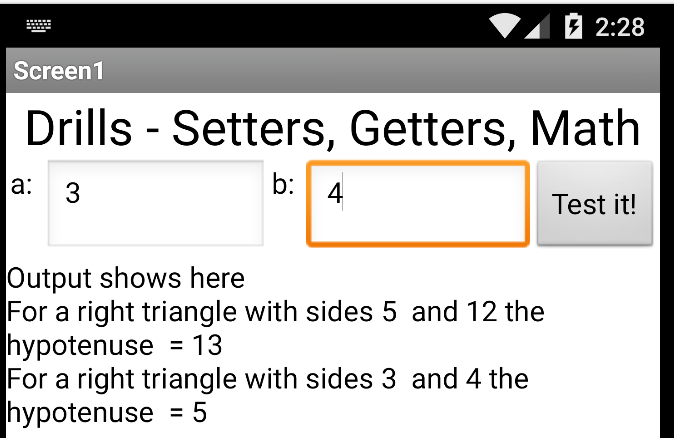 2:28
Screen1
Drills - Setters, Getters, Math
a: 3 b: 4 Test it!
Output shows here
For a right triangle with sides 5  and 12 the
hypotenuse  = 13
For a right triangle with sides 3  and 4 the
hypotenuse  = 5